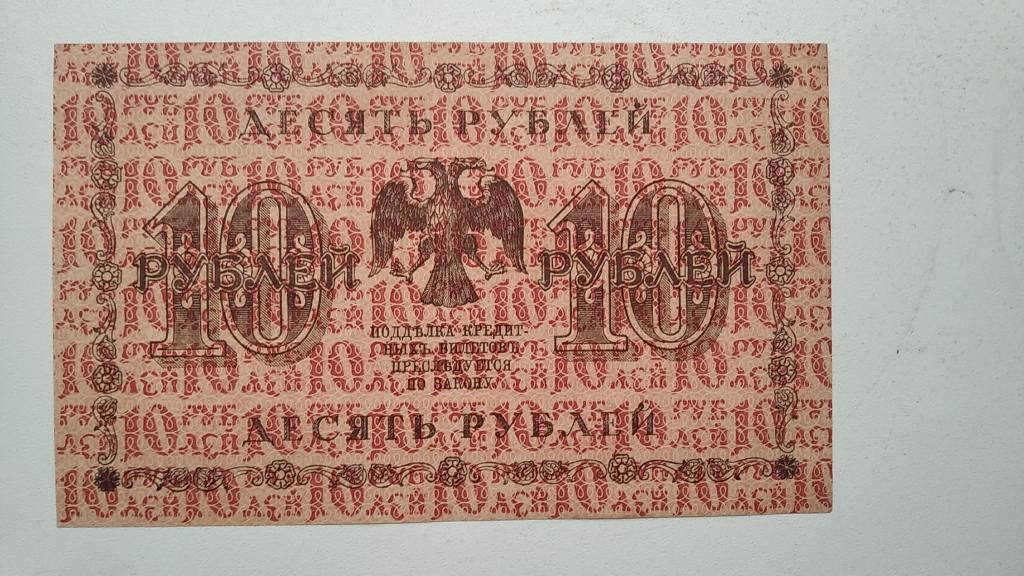 ДЕСЯТЬ РУБЛЕЙ
10 10
РУБЛЕЙ РУБЛЕЙ
ПОДДѢЛКА КРЕДИТ-
НЫХЪ БИЛЕТОВЪ
ПРЕСЛѢДУЕТСЯ
ПО ЗАКОНУ.
ДЕСЯТЬ РУБЛЕЙ